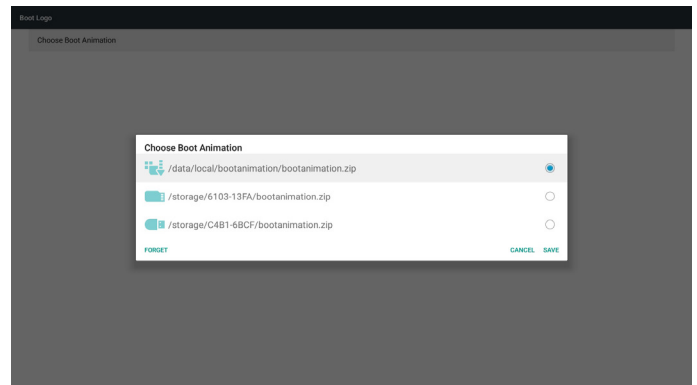 Boot Logo
Choose Boot Animation
Choose Boot Animation
/data/local/bootanimation/bootanimation.zip
/storage/6103-13FA/bootanimation.zip
/storage/C4B1-6BCF/bootanimation.zip
FORGET CANCEL SAVE